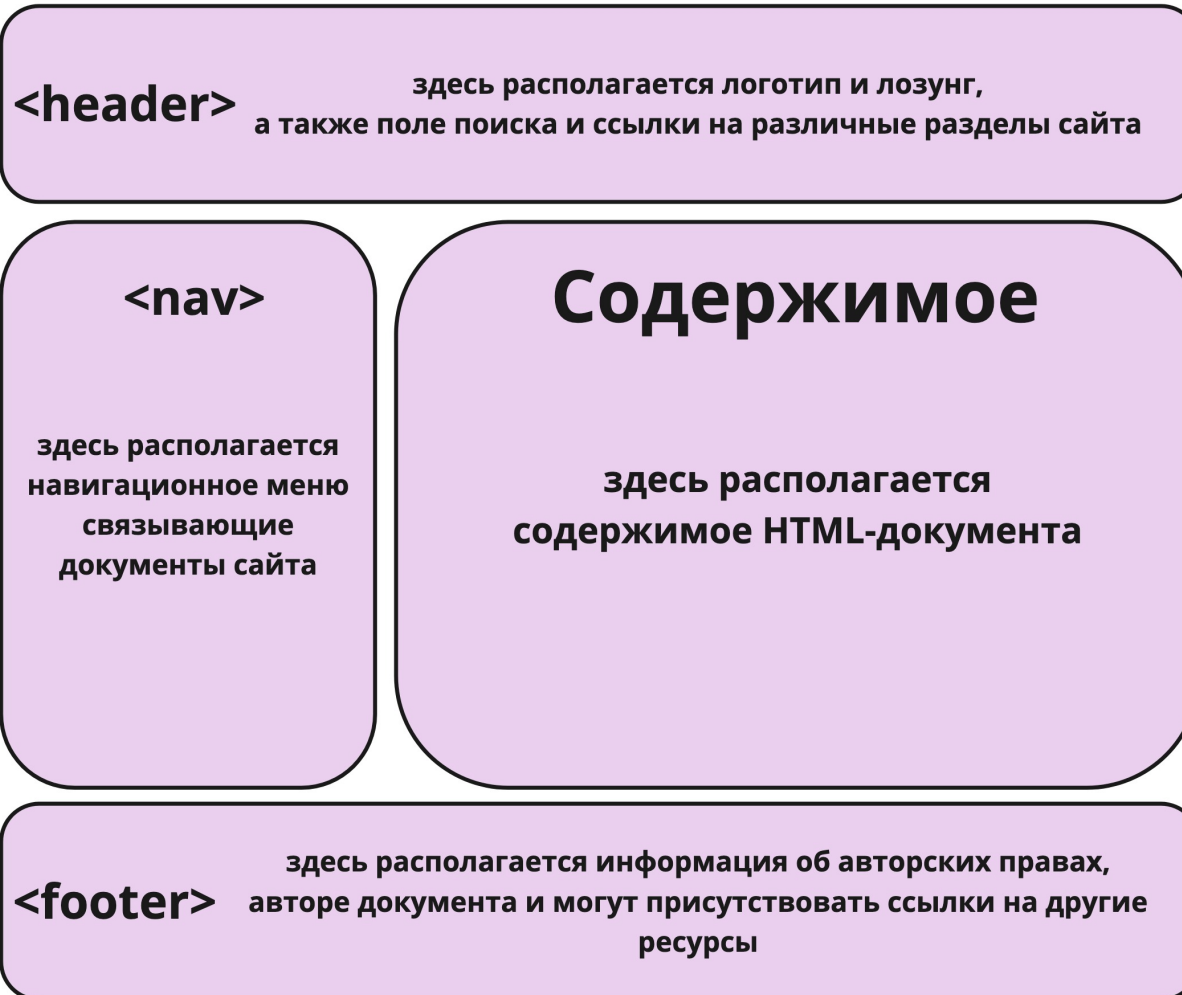 <header>
здесь располагается логотип и лозунг,
а также поле поиска и ссылки на различные разделы сайта
<nav>
здесь располагается
навигационное меню
связывающие
документы сайта
Содержимое
здесь располагается
содержимое HTML-документа
<footer>
здесь располагается информация об авторских правах,
авторе документа и могут присутствовать ссылки на другие
ресурсы